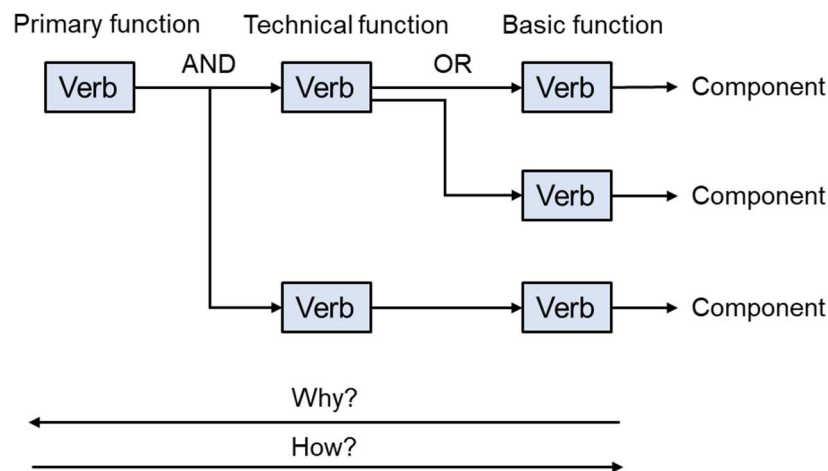 Primary function
Technical function
Basic function
AND
OR
Verb
Verb
Verb
Component
Verb
Component
Verb
Verb
Component
Why?
How?